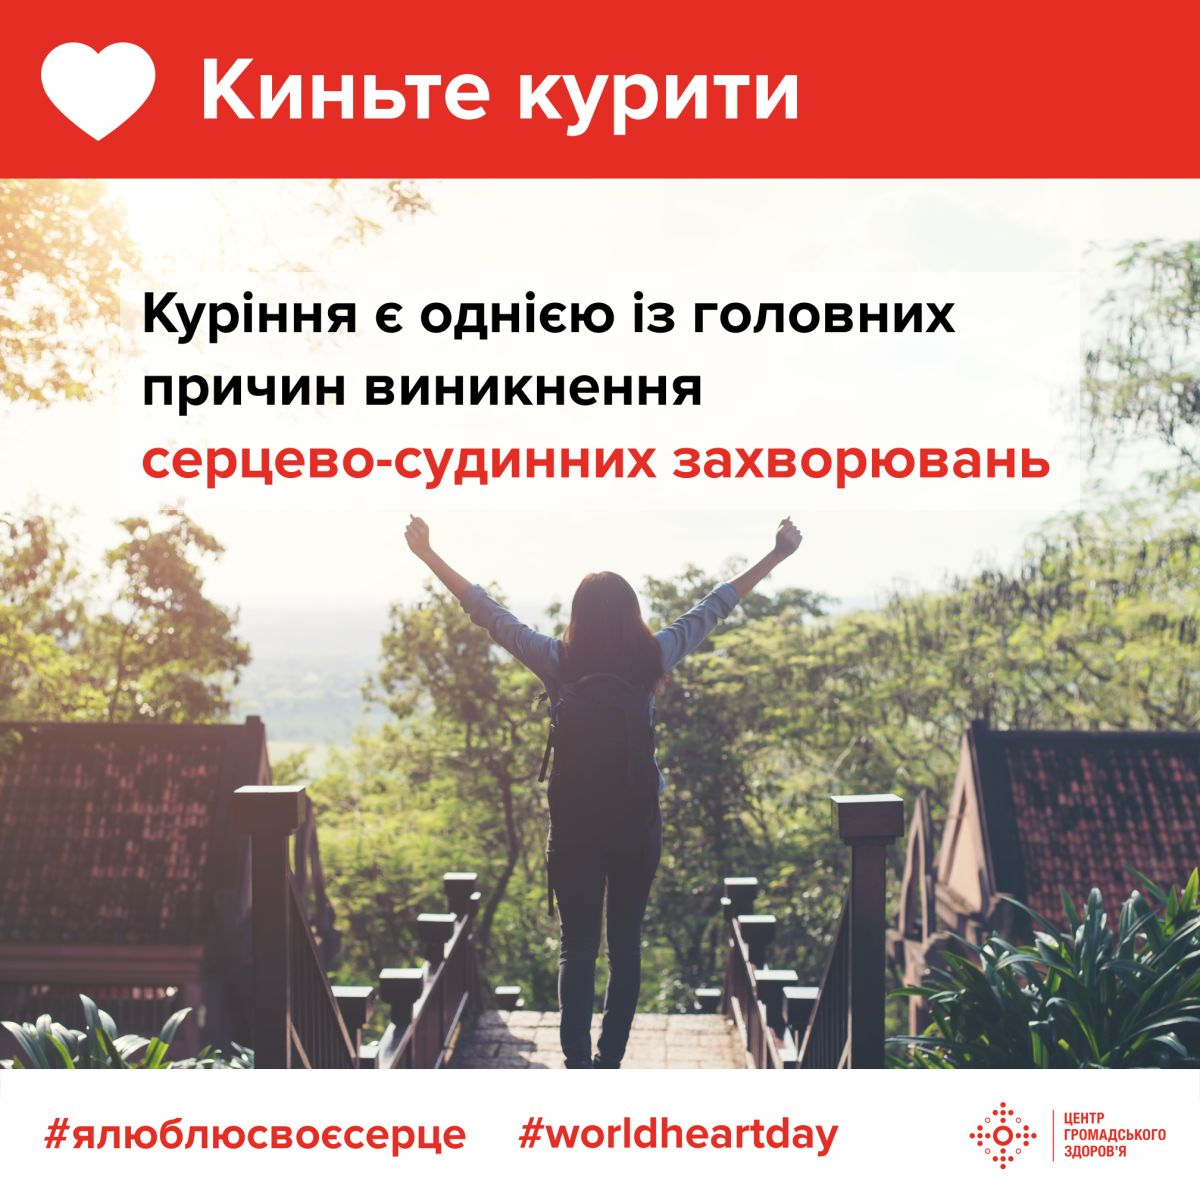 Киньте курити
Куріння є однією із головних
причин виникнення
серцево-судинних захворювань
#ялюблюсвоєсерце #worldheartday
ЦЕНТР
ГРОМАДСЬКОГО
ЗДОРОВ'Я